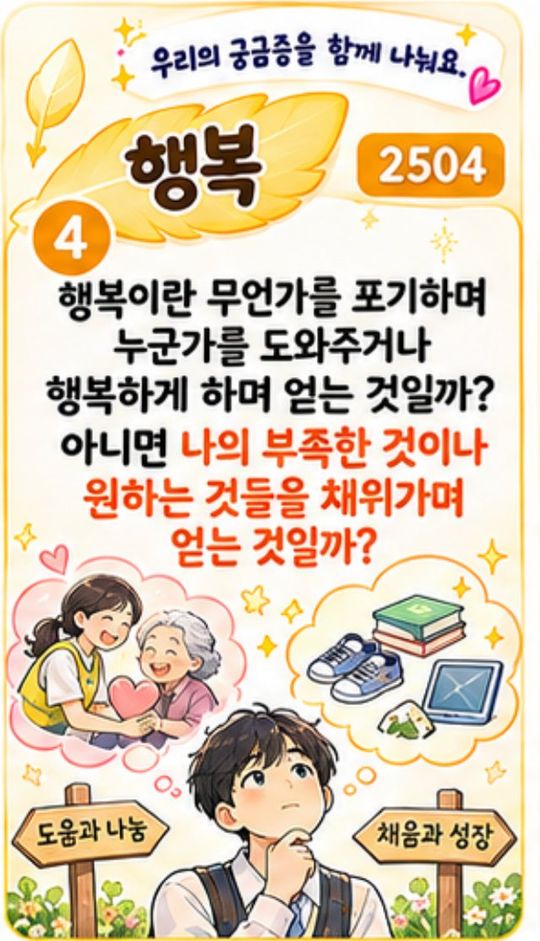 우리의 궁금증을 함께 나눠요.
행복
2504
4
행복이란 무언가를 포기하며
누군가를 도와주거나
행복하게 하며 얻는 것일까?
아니면 나의 부족한 것이나
원하는 것들을 채워가며
얻는 것일까?
도움과 나눔
채움과 성장